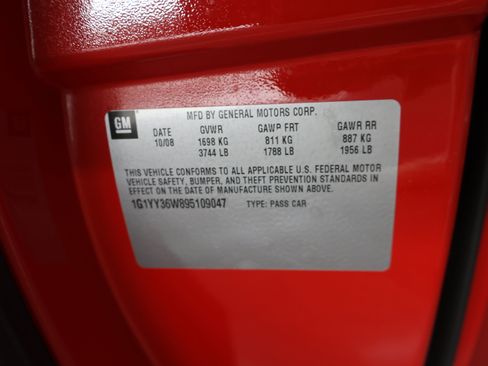 MFD BY GENERAL MOTORS CORP.
GM
DATE GVWR GAWR FRT GAWR RR
10/08 1698 KG 811 KG 887 KG
3744 LB 1788 LB 1956 LB
THIS VEHICLE CONFORMS TO ALL APPLICABLE U.S. FEDERAL MOTOR
VEHICLE SAFETY, BUMPER, AND THEFT PREVENTION STANDARDS IN
EFFECT ON THE DATE OF MANUFACTURE SHOWN ABOVE.
1G1YY36W895109047 TYPE: PASS CAR